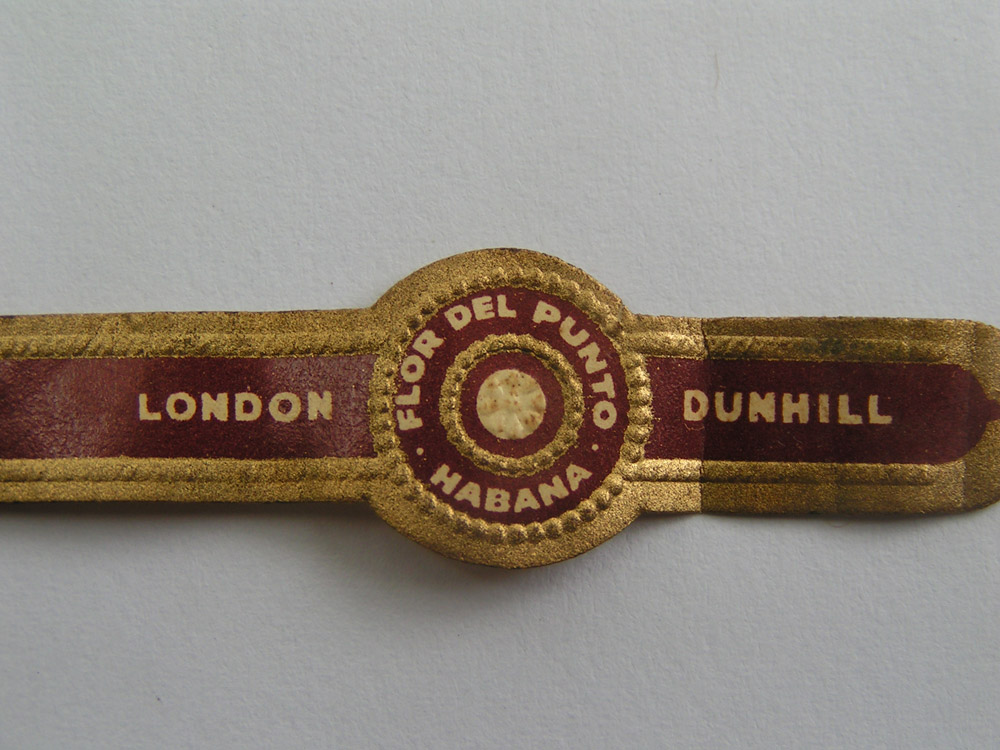 LONDON
FLOR DEL PUNTO
· HABANA ·
DUNHILL